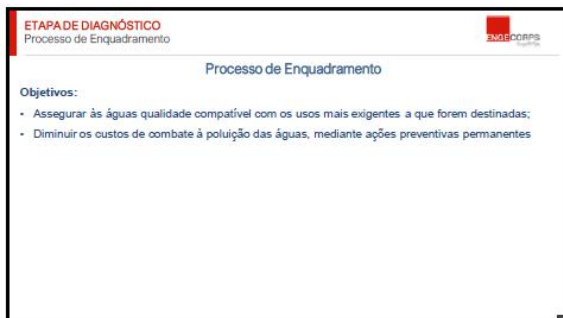 ETAPA DE DIAGNÓSTICO
Processo de Enquadramento
ENGECORPS
Processo de Enquadramento
Objetivos:
• Assegurar às águas qualidade compatível com os usos mais exigentes a que forem destinadas;
• Diminuir os custos de combate à poluição das águas, mediante ações preventivas permanentes